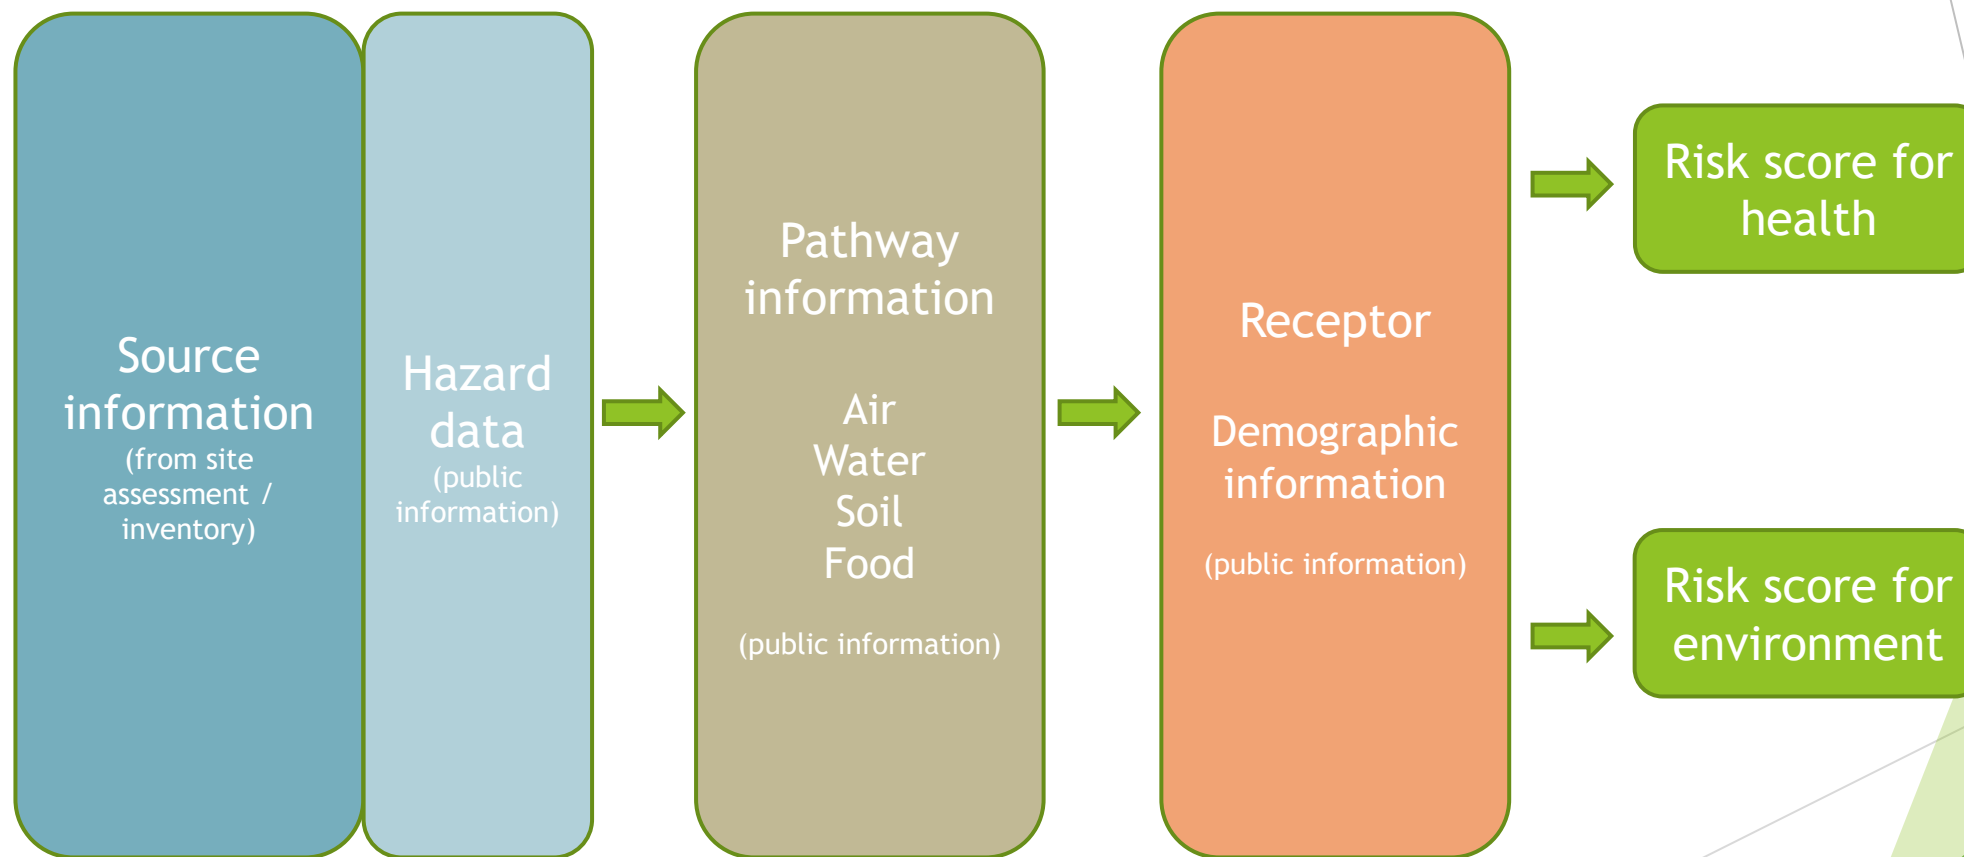 Source
information
(from site
assessment /
inventory)
Hazard
data
(public
information)
Pathway
information
Air
Water
Soil
Food
(public information)
Receptor
Demographic
information
(public information)
Risk score for
health
Risk score for
environment